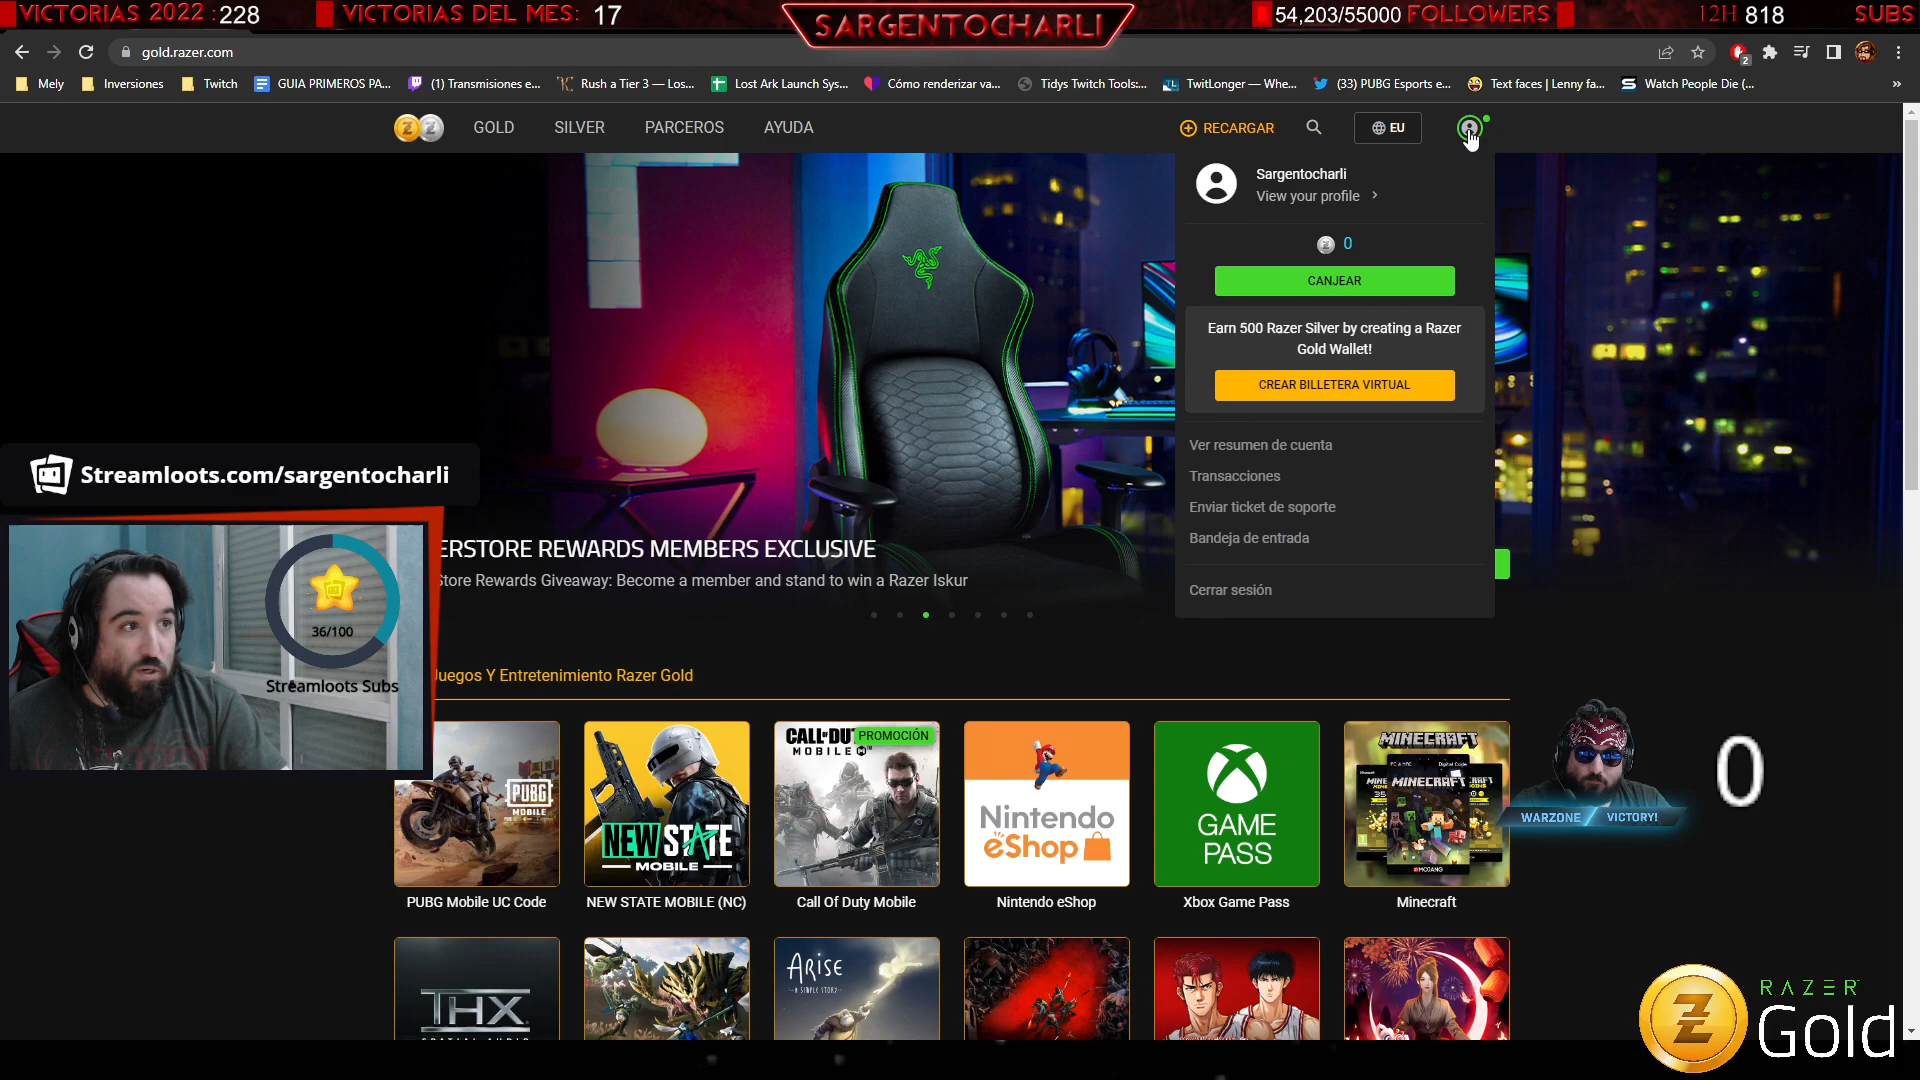 VICTORIAS 2022 : 228
VICTORIAS DEL MES: 17
SARGENTOCHARLI
54,203/55000 FOLLOWERS
12H 818 SUBS
gold.razer.com
2
Mely
Inversiones
Twitch
GUIA PRIMEROS PA...
(1) Transmisiones e...
Rush a Tier 3 — Los...
Lost Ark Launch Sys...
Cómo renderizar va...
Tidys Twitch Tools:...
TwitLonger — Whe...
(33) PUBG Esports e...
Text faces | Lenny fa...
Watch People Die (...
»
GOLD
SILVER
PARCEROS
AYUDA
RECARGAR
EU
Sargentocharli
View your profile
0
CANJEAR
Earn 500 Razer Silver by creating a Razer
Gold Wallet!
CREAR BILLETERA VIRTUAL
Ver resumen de cuenta
Transacciones
Enviar ticket de soporte
Bandeja de entrada
Cerrar sesión
Streamloots.com/sargentocharli
ERSTORE REWARDS MEMBERS EXCLUSIVE
Store Rewards Giveaway: Become a member and stand to win a Razer Iskur
36/100
Streamloots Subs
Juegos Y Entretenimiento Razer Gold
PUBG
MOBILE
NEW STATE
MOBILE
CALL OF DUTY
MOBILE
PROMOCIÓN
Nintendo
eShop
GAME
PASS
MINECRAFT
MINECRAFT
MOJANG
WARZONE VICTORY!
0
PUBG Mobile UC Code
NEW STATE MOBILE (NC)
Call Of Duty Mobile
Nintendo eShop
Xbox Game Pass
Minecraft
THX
ARISE
A SIMPLE STORY
RAZER
Gold